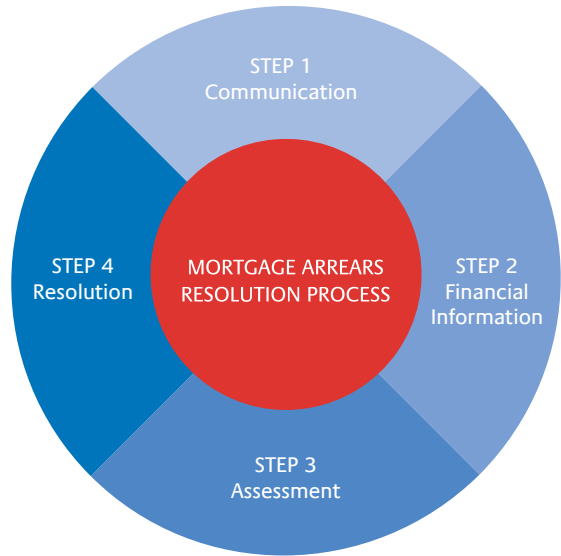 STEP 1
Communication
MORTGAGE ARREARS
RESOLUTION PROCESS
STEP 2
Financial
Information
STEP 3
Assessment
STEP 4
Resolution